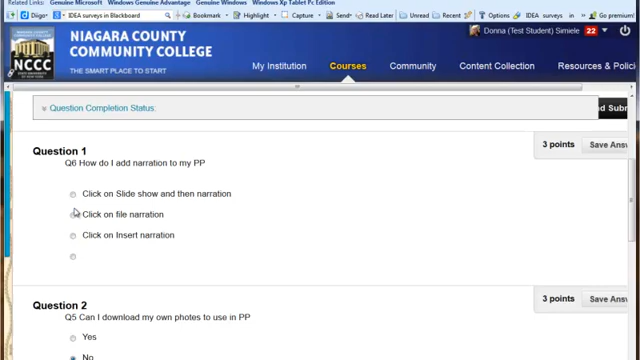 Related Links: Genuine Microsoft Windows Genuine Advantage Genuine Windows Windows Xp Tablet Pc Edition
Diigo IDEA surveys in Blackboard Bookmark Highlight Capture Send Read Later Unread Recent Options IDEA surveys in Go premium!
NIAGARA COUNTY
COMMUNITY COLLEGE
THE SMART PLACE TO START
NCCC
Donna (Test Student) Simiele 22
My Institution Courses Community Content Collection Resources & Polici
Question Completion Status:
nd Subm
Question 1
3 points Save Answ
Q6 How do I add narration to my PP
Click on Slide show and then narration
Click on file narration
Click on Insert narration
Question 2
3 points Save Answ
Q5 Can I download my own photos to use in PP
Yes
No